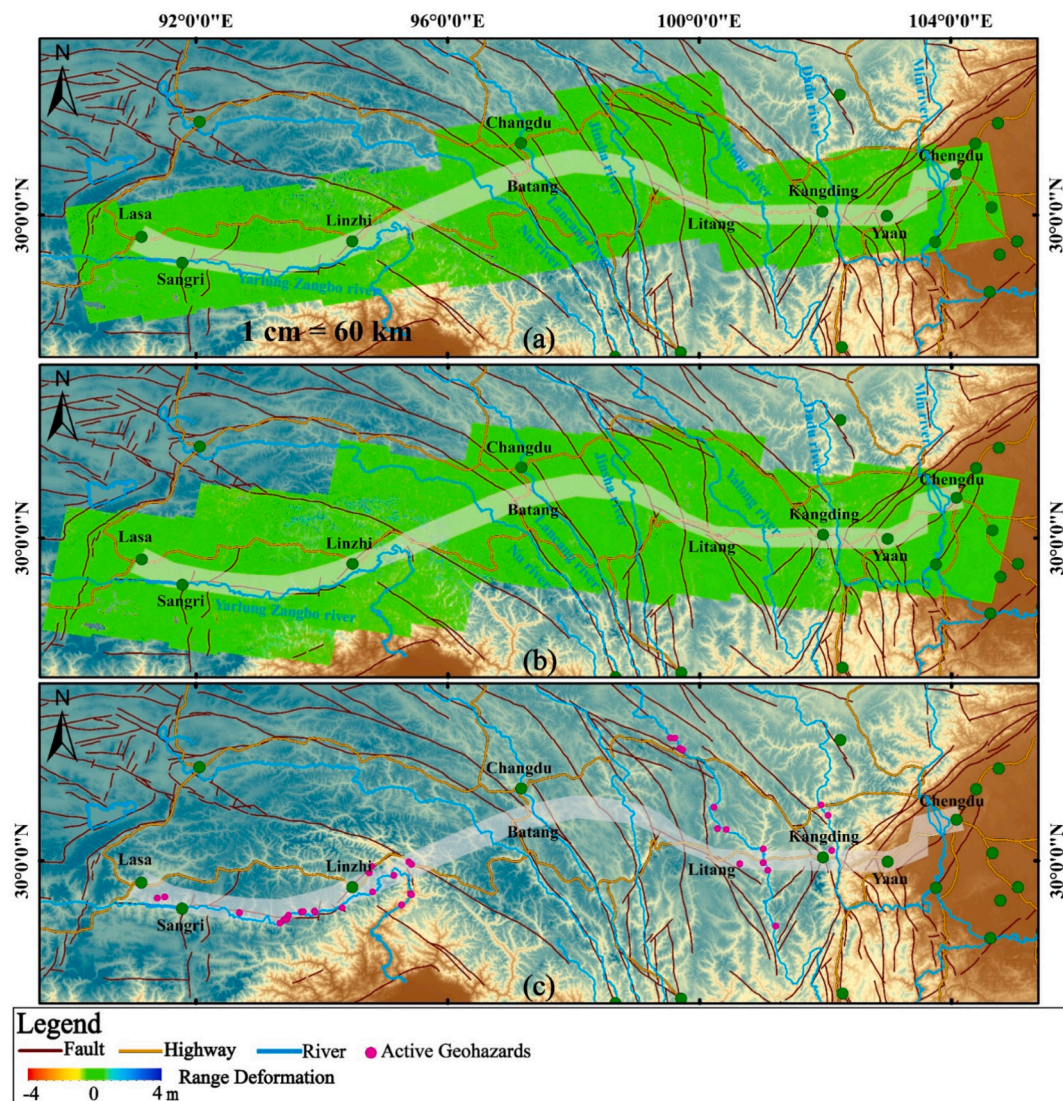 92°0'0"E 96°0'0"E 100°0'0"E 104°0'0"E
N
Dadu river
Min river
Changdu
Jinsha river
Yalong river
Chengdu
Batang
Kangding
30°0'0"N
Lasa
Linzhi
Lancang river
Litang
Yaan
30°0'0"N
Nu river
Sangri
Yarlung Zangbo river
1 cm = 60 km
(a)
N
Dadu river
Min river
Changdu
Jinsha river
Yalong river
Chengdu
Batang
Kangding
30°0'0"N
Lasa
Linzhi
Lancang river
Litang
Yaan
30°0'0"N
Nu river
Sangri
Yarlung Zangbo river
(b)
N
Changdu
Chengdu
Batang
Kangding
30°0'0"N
Lasa
Linzhi
Litang
Yaan
30°0'0"N
Sangri
(c)
Legend
Fault Highway River Active Geohazards
Range Deformation
-4 0 4 m